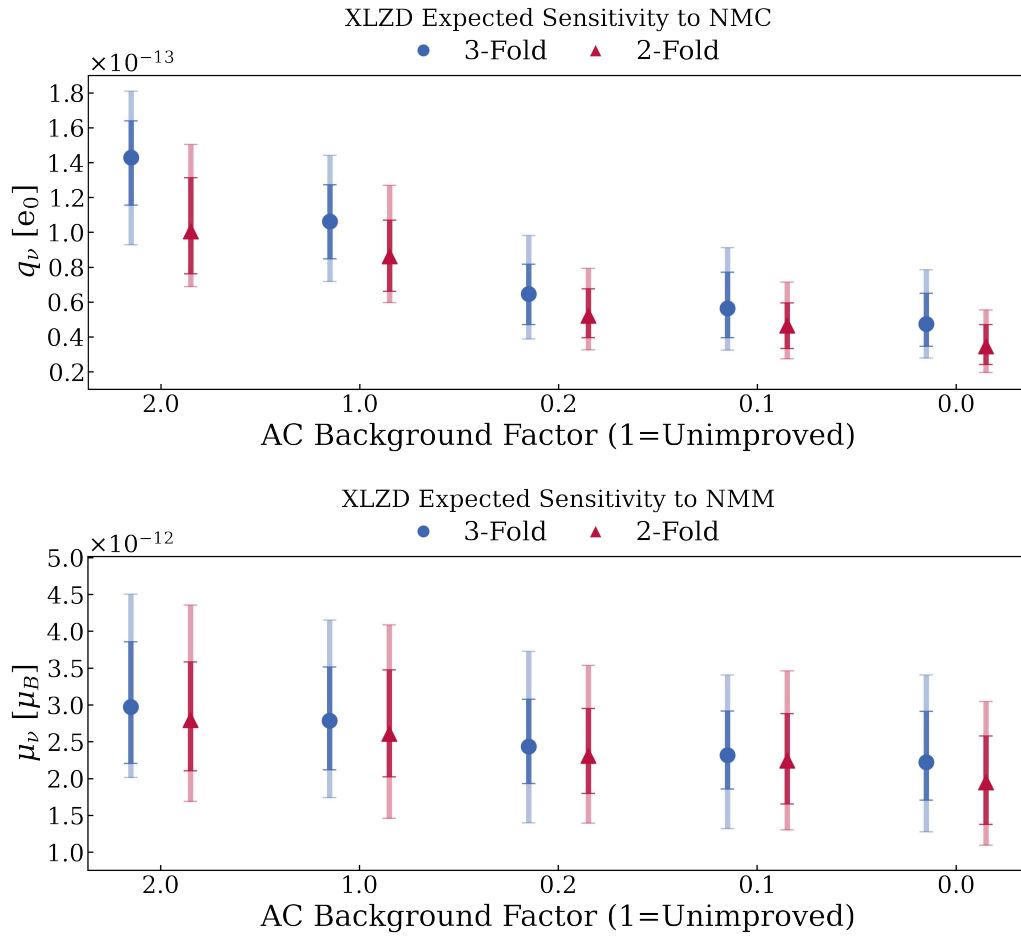 XLZD Expected Sensitivity to NMC
3-Fold 2-Fold
×10⁻¹³
1.8
1.6
1.4
1.2
1.0
0.8
0.6
0.4
0.2
qᵥ [e₀]
2.0 1.0 0.2 0.1 0.0
AC Background Factor (1=Unimproved)
XLZD Expected Sensitivity to NMM
3-Fold 2-Fold
×10⁻¹²
5.0
4.5
4.0
3.5
3.0
2.5
2.0
1.5
1.0
μᵥ [μ_B]
2.0 1.0 0.2 0.1 0.0
AC Background Factor (1=Unimproved)